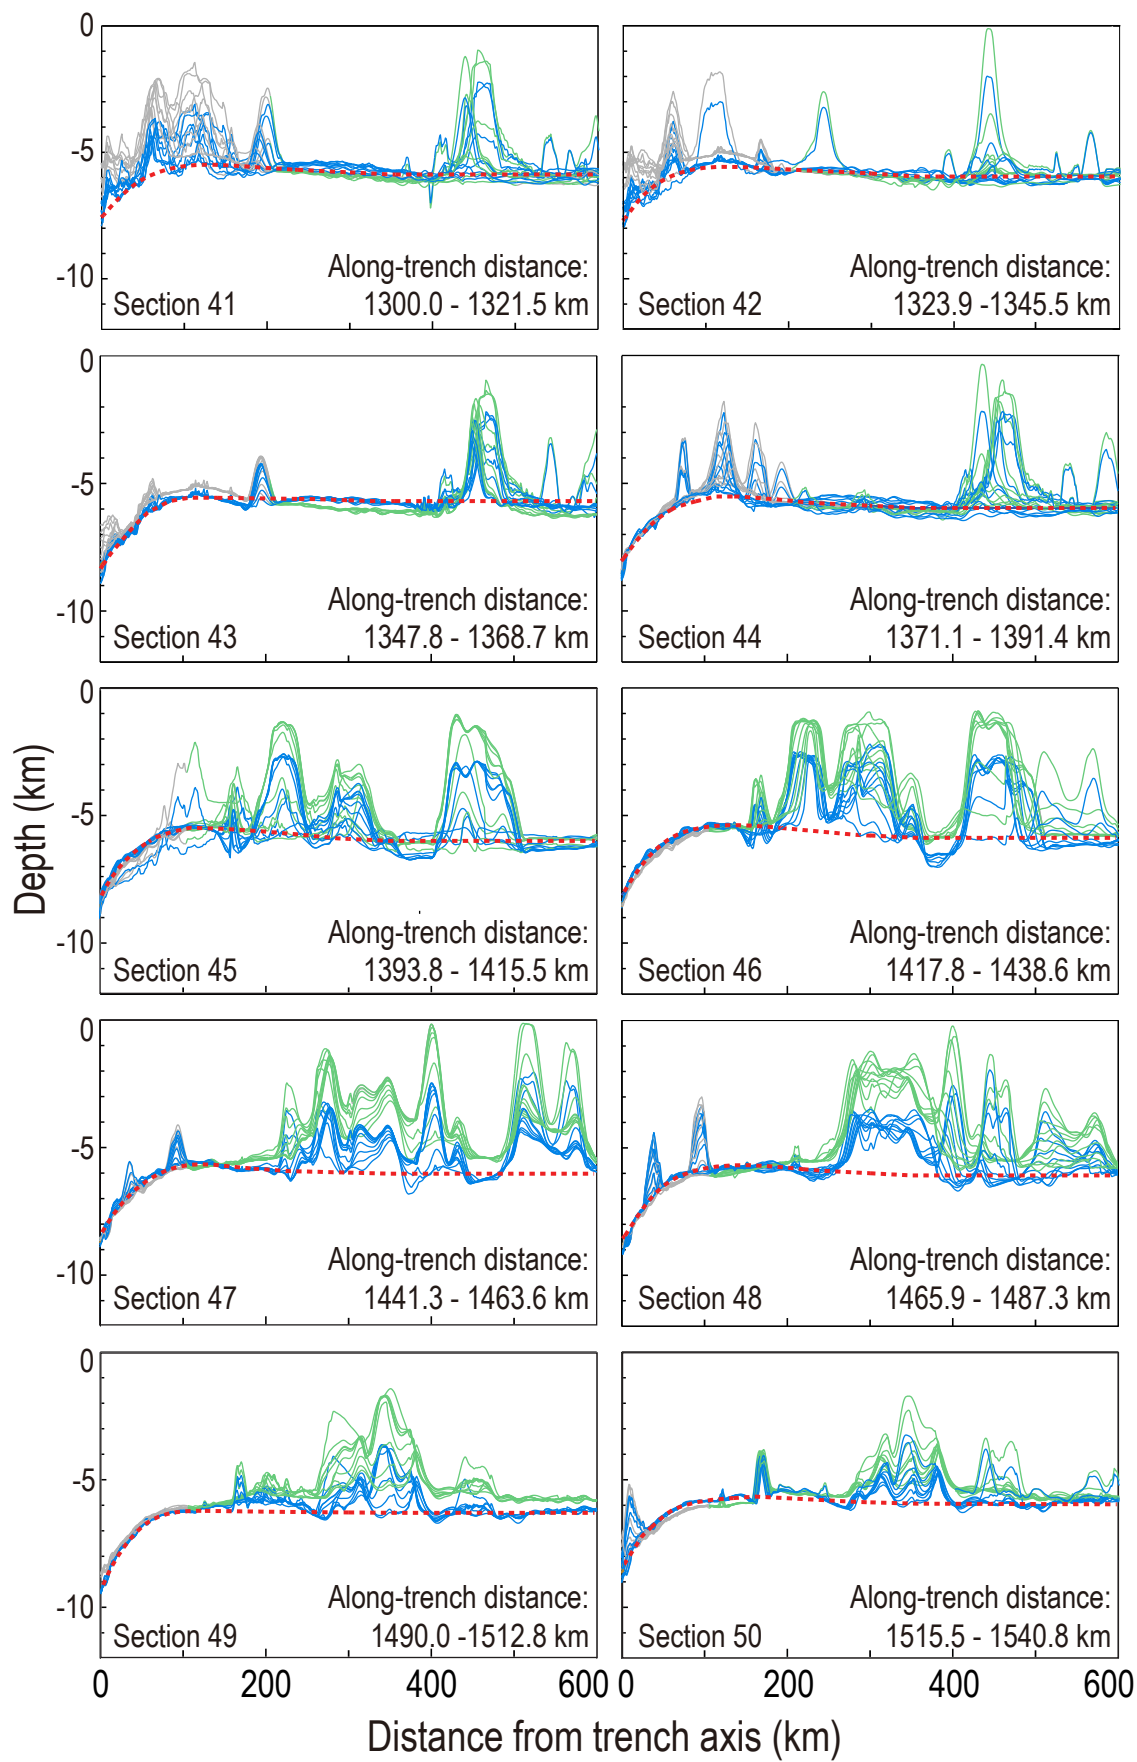 0
-5
-10
Along-trench distance:
Section 41
1300.0 - 1321.5 km
Along-trench distance:
Section 42
1323.9 -1345.5 km
0
-5
-10
Along-trench distance:
Section 43
1347.8 - 1368.7 km
Along-trench distance:
Section 44
1371.1 - 1391.4 km
Depth (km)
0
-5
-10
Along-trench distance:
Section 45
1393.8 - 1415.5 km
Along-trench distance:
Section 46
1417.8 - 1438.6 km
0
-5
-10
Along-trench distance:
Section 47
1441.3 - 1463.6 km
Along-trench distance:
Section 48
1465.9 - 1487.3 km
0
-5
-10
Along-trench distance:
Section 49
1490.0 -1512.8 km
Along-trench distance:
Section 50
1515.5 - 1540.8 km
0 200 400 600 0 200 400 600
Distance from trench axis (km)